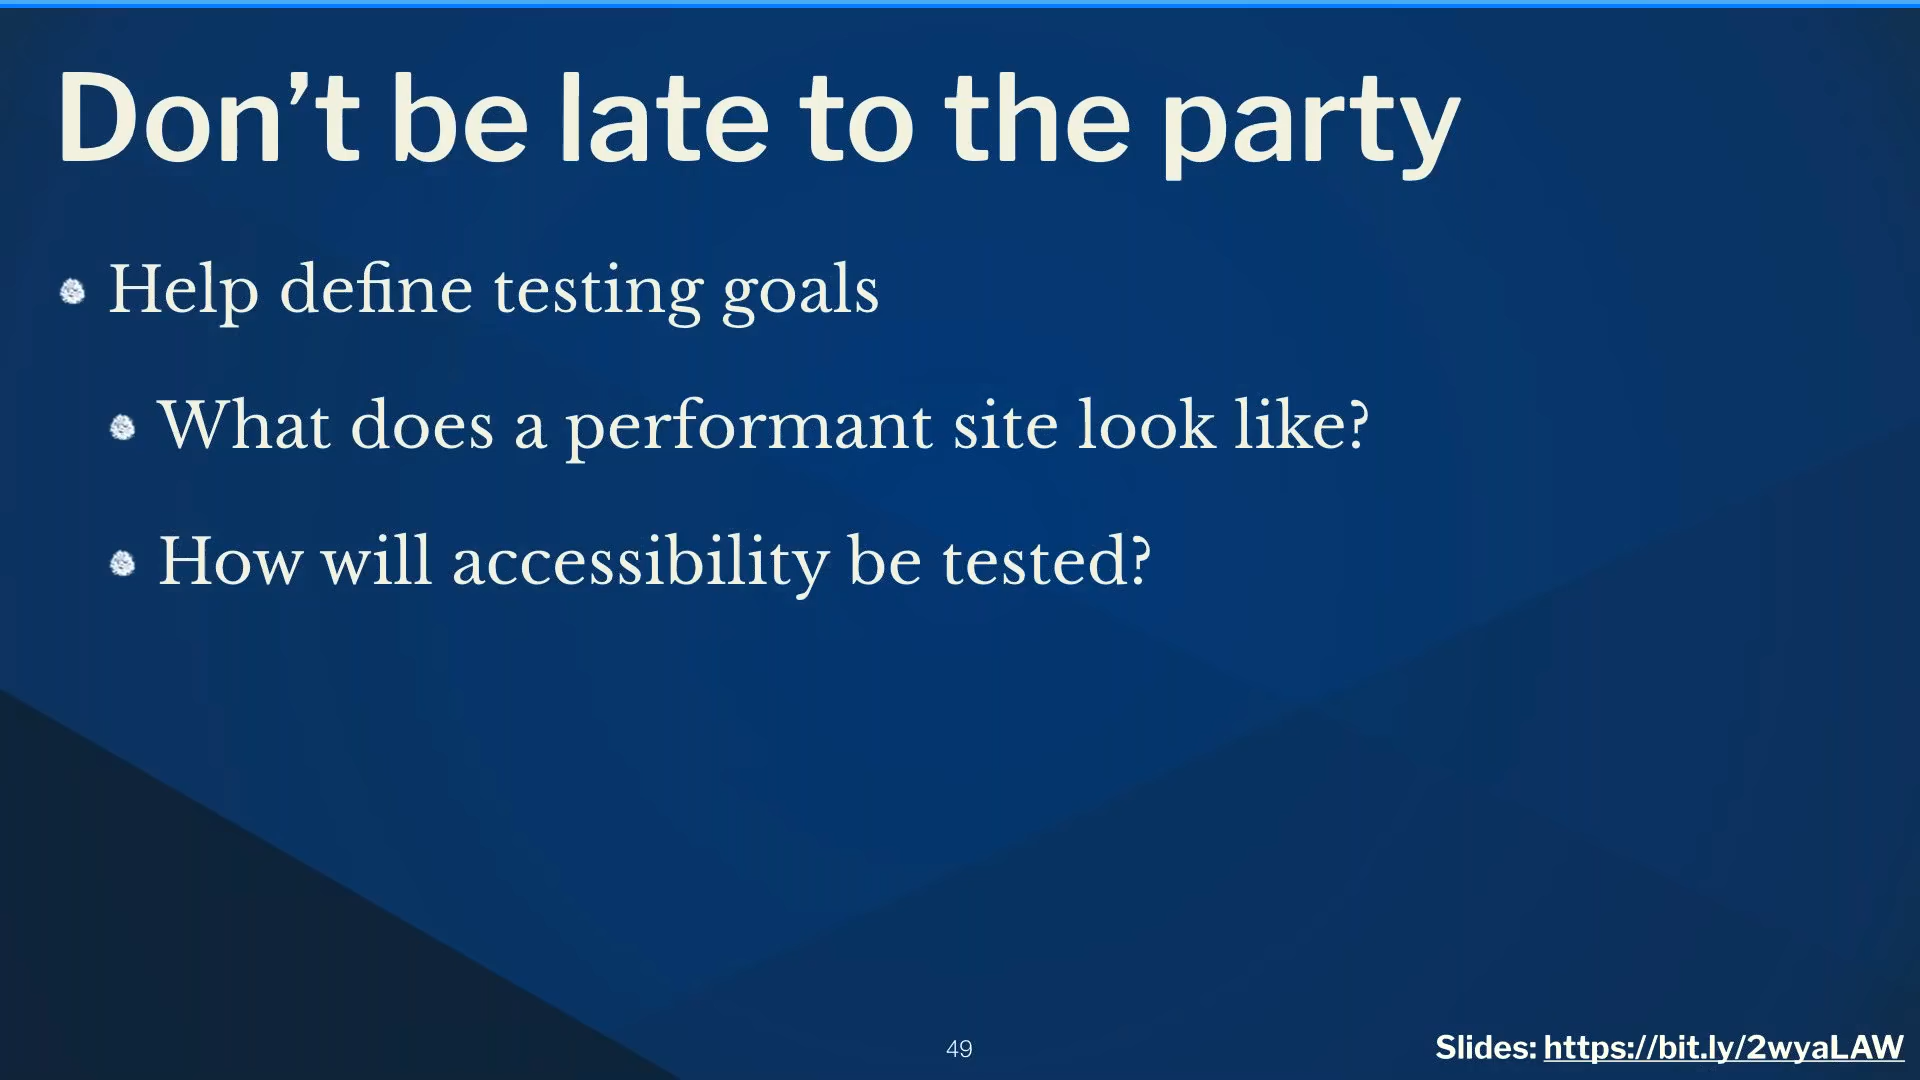 Don’t be late to the party
Help define testing goals
What does a performant site look like?
How will accessibility be tested?
49
Slides: https://bit.ly/2wyaLAW